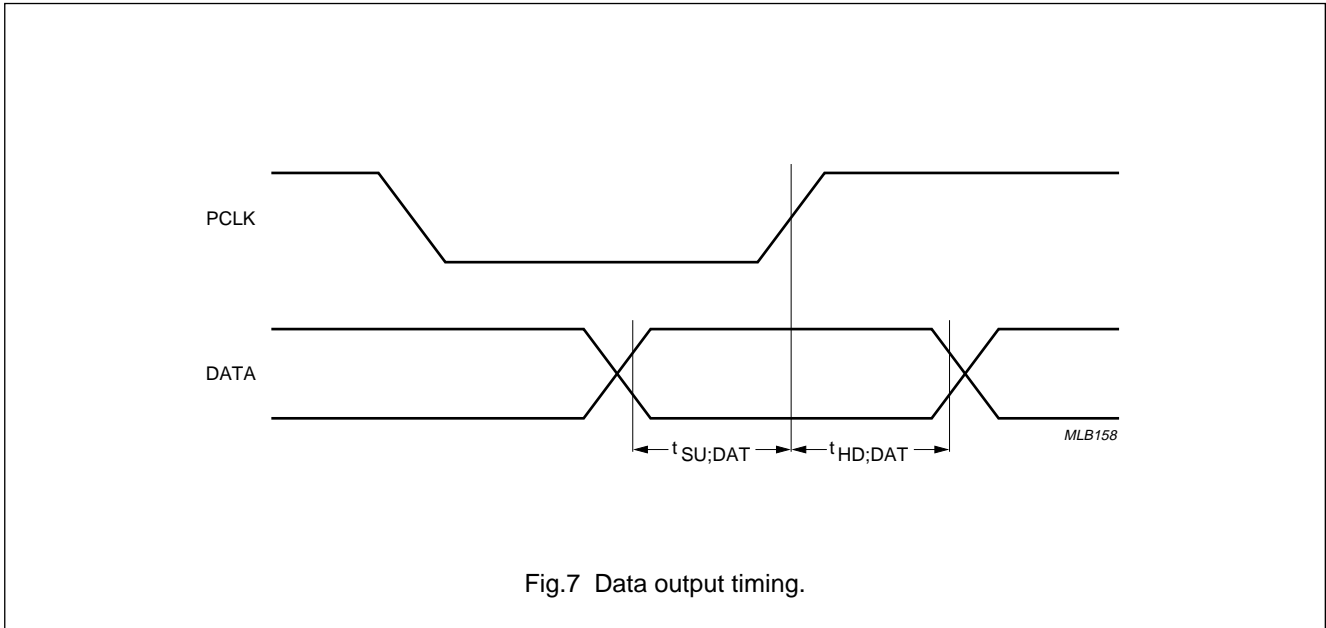 PCLK
DATA
MLB158
t SU;DAT
t HD;DAT
Fig.7 Data output timing.